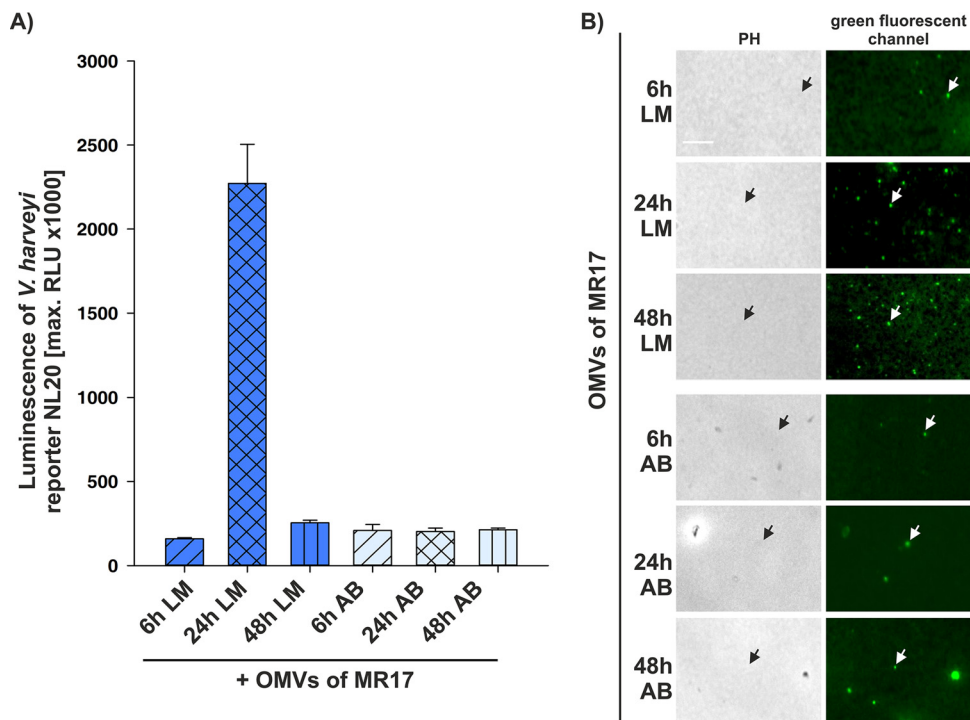 A)
Luminescence of V. harveyi
reporter NL20 [max. RLU x1000]
3000
2500
2000
1500
1000
500
0
6h LM
24h LM
48h LM
6h AB
24h AB
48h AB
+ OMVs of MR17
B)
PH
green fluorescent
channel
OMVs of MR17
6h
LM
24h
LM
48h
LM
6h
AB
24h
AB
48h
AB